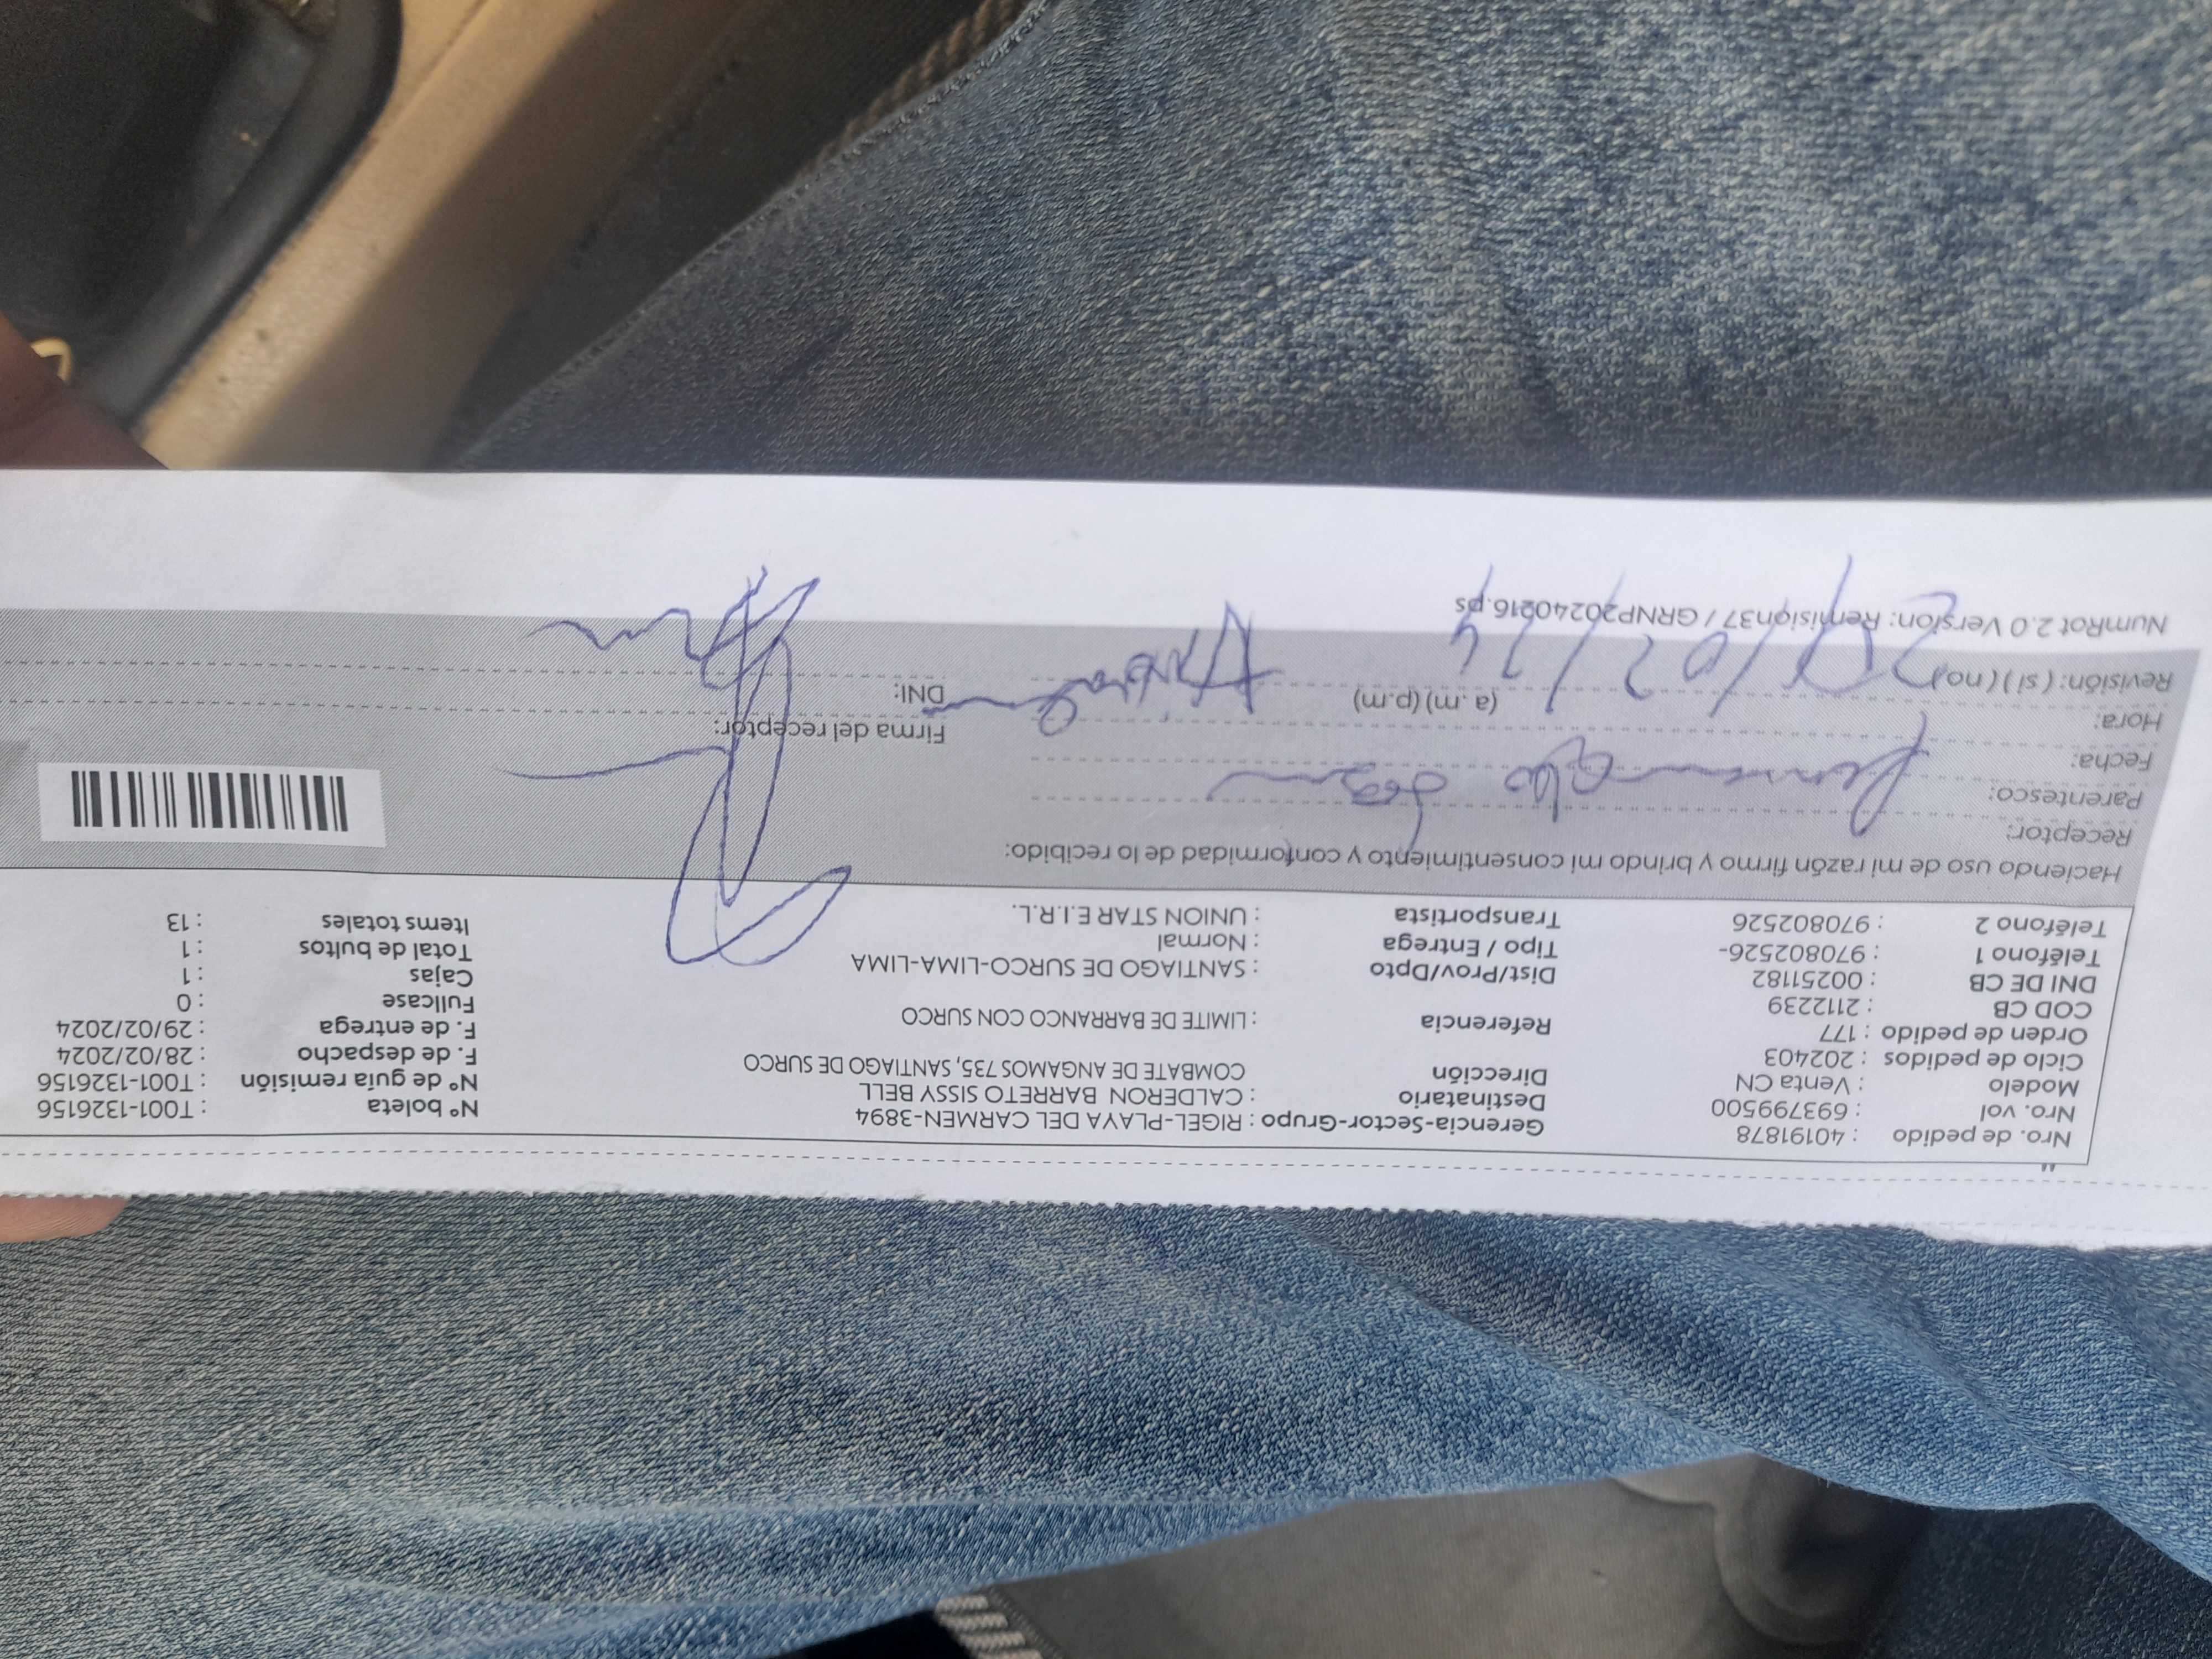 Nro. de pedido : 40191878 Gerencia-Sector-Grupo : RIGEL-PLAYA DEL CARMEN-3894 N° boleta : T001-1326156
Nro. vol : 693799500 Destinatario : CALDERON BARRETO SISSY BELL N° de guía remisión : T001-1326156
Modelo : Venta CN Dirección COMBATE DE ANGAMOS 735, SANTIAGO DE SURCO F. de despacho : 28/02/2024
Ciclo de pedidos : 202403 F. de entrega : 29/02/2024
Orden de pedido : 177 Referencia : LIMITE DE BARRANCO CON SURCO Fullcase : 0
COD CB : 2112239 Cajas : 1
DNI DE CB : 00251182 Dist/Prov/Dpto : SANTIAGO DE SURCO-LIMA-LIMA Total de bultos : 1
Teléfono 1 : 970802526- Tipo / Entrega : Normal Items totales : 13
Teléfono 2 : 970802526 Transportista : UNION STAR E.I.R.L.
Haciendo uso de mi razón firmo y brindo mi consentimiento y conformidad de lo recibido:
Receptor:
Parentesco:
Fecha:
Hora: (a.m) (p.m) Firma del receptor:
Revisión: (si) (no) DNI:
NumRot 2.0 Version: Remision37 / GRNP20240216.ps